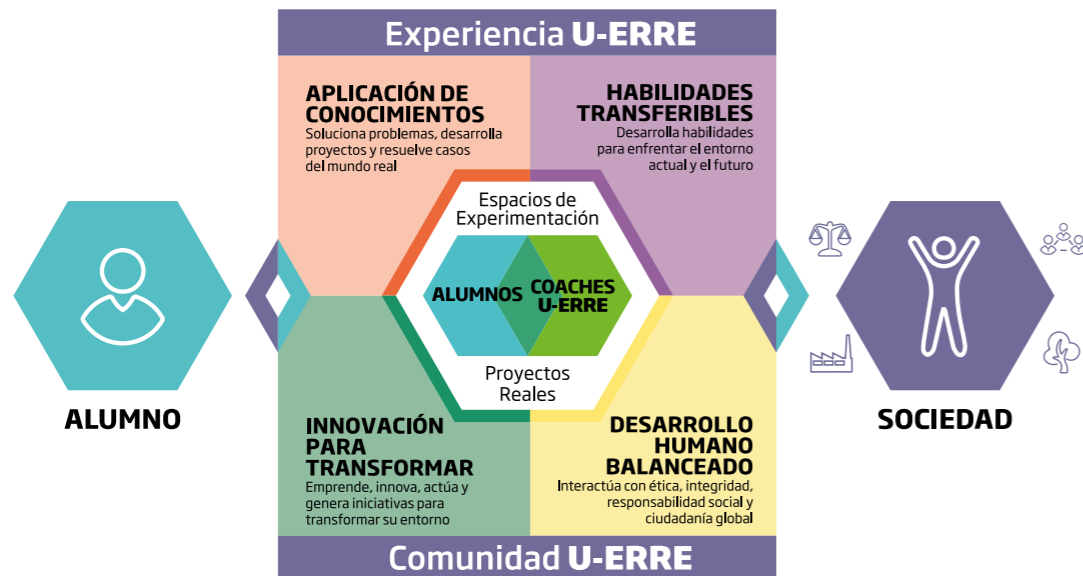 Experiencia U-ERRE
APLICACIÓN DE
CONOCIMIENTOS
Soluciona problemas, desarrolla
proyectos y resuelve casos
del mundo real
HABILIDADES
TRANSFERIBLES
Desarrolla habilidades
para enfrentar el entorno
actual y el futuro
Espacios de
Experimentación
ALUMNOS
COACHES
U-ERRE
Proyectos
Reales
ALUMNO
SOCIEDAD
INNOVACIÓN
PARA
TRANSFORMAR
Emprende, innova, actúa y
genera iniciativas para
transformar su entorno
DESARROLLO
HUMANO
BALANCEADO
Interactúa con ética, integridad,
responsabilidad social y
ciudadanía global
Comunidad U-ERRE